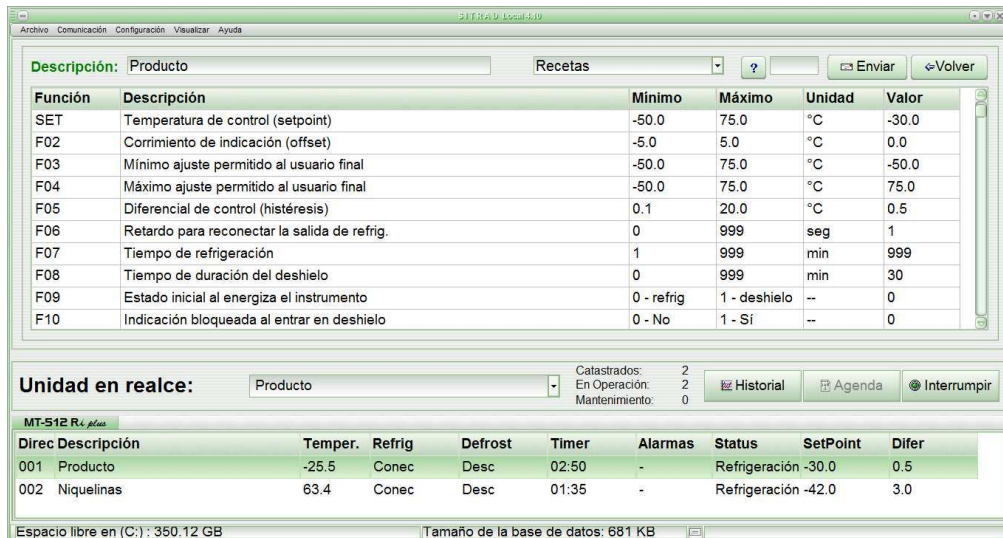 SITRAD Local 4.10
Archivo Comunicación Configuración Visualizar Ayuda
Descripción: Producto Recetas ? Enviar Volver
Función Descripción Mínimo Máximo Unidad Valor
SET Temperatura de control (setpoint) -50.0 75.0 °C -30.0
F02 Corrimiento de indicación (offset) -5.0 5.0 °C 0.0
F03 Mínimo ajuste permitido al usuario final -50.0 75.0 °C -50.0
F04 Máximo ajuste permitido al usuario final -50.0 75.0 °C 75.0
F05 Diferencial de control (histéresis) 0.1 20.0 °C 0.5
F06 Retardo para reconectar la salida de refrig. 0 999 seg 1
F07 Tiempo de refrigeración 1 999 min 999
F08 Tiempo de duración del deshielo 0 999 min 30
F09 Estado inicial al energiza el instrumento 0 - refrig 1 - deshielo -- 0
F10 Indicación bloqueada al entrar en deshielo 0 - No 1 - Sí -- 0
Unidad en realce: Producto
Catastrados: 2
En Operación: 2
Mantenimiento: 0
Historial Agenda Interrumpir
MT-512 Ri plus
Direc Descripción Temper. Refrig Defrost Timer Alarmas Status SetPoint Difer
001 Producto -25.5 Conec Desc 02:50 - Refrigeración -30.0 0.5
002 Niquelinas 63.4 Conec Desc 01:35 - Refrigeración -42.0 3.0
Espacio libre en (C:) : 350.12 GB Tamaño de la base de datos: 681 KB